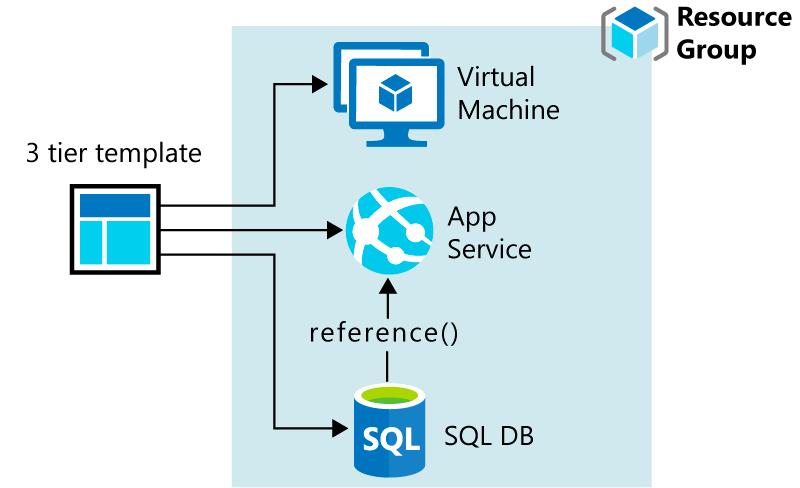 Resource
Group
Virtual
Machine
3 tier template
App
Service
reference()
SQL
SQL DB